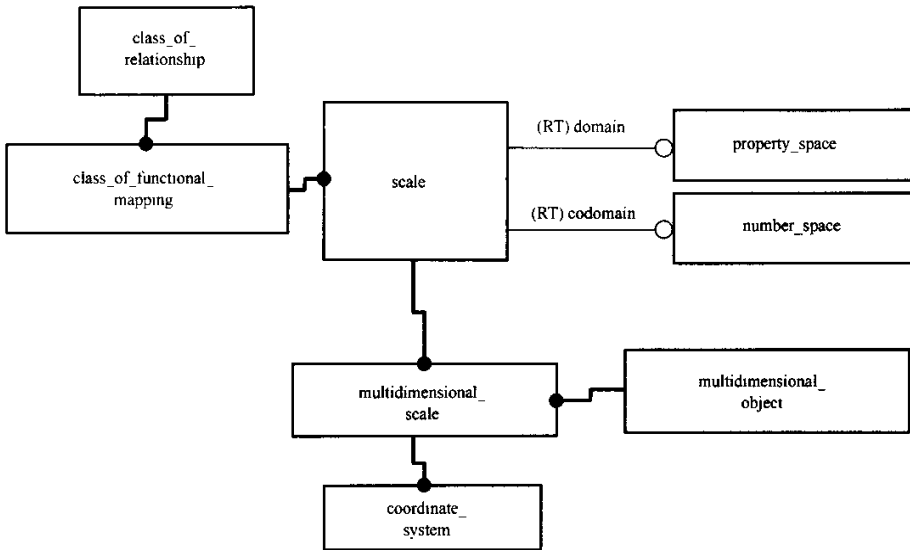 class_of_
relationship
class_of_functional_
mapping
scale
(RT) domain
property_space
(RT) codomain
number_space
multidimensional_
scale
multidimensional_
object
coordinate_
system